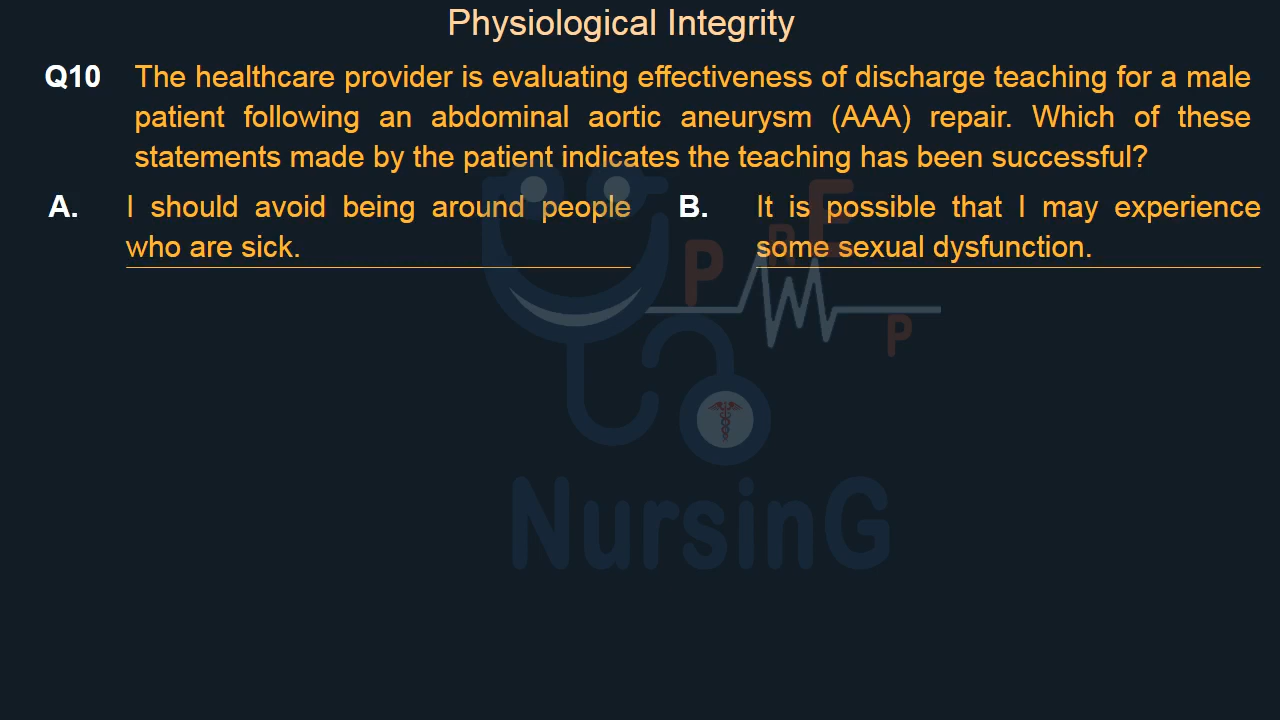 Physiological Integrity
Q10 The healthcare provider is evaluating effectiveness of discharge teaching for a male
patient following an abdominal aortic aneurysm (AAA) repair. Which of these
statements made by the patient indicates the teaching has been successful?
A. I should avoid being around people
who are sick.
B. It is possible that I may experience
some sexual dysfunction.
PREP
NursinG